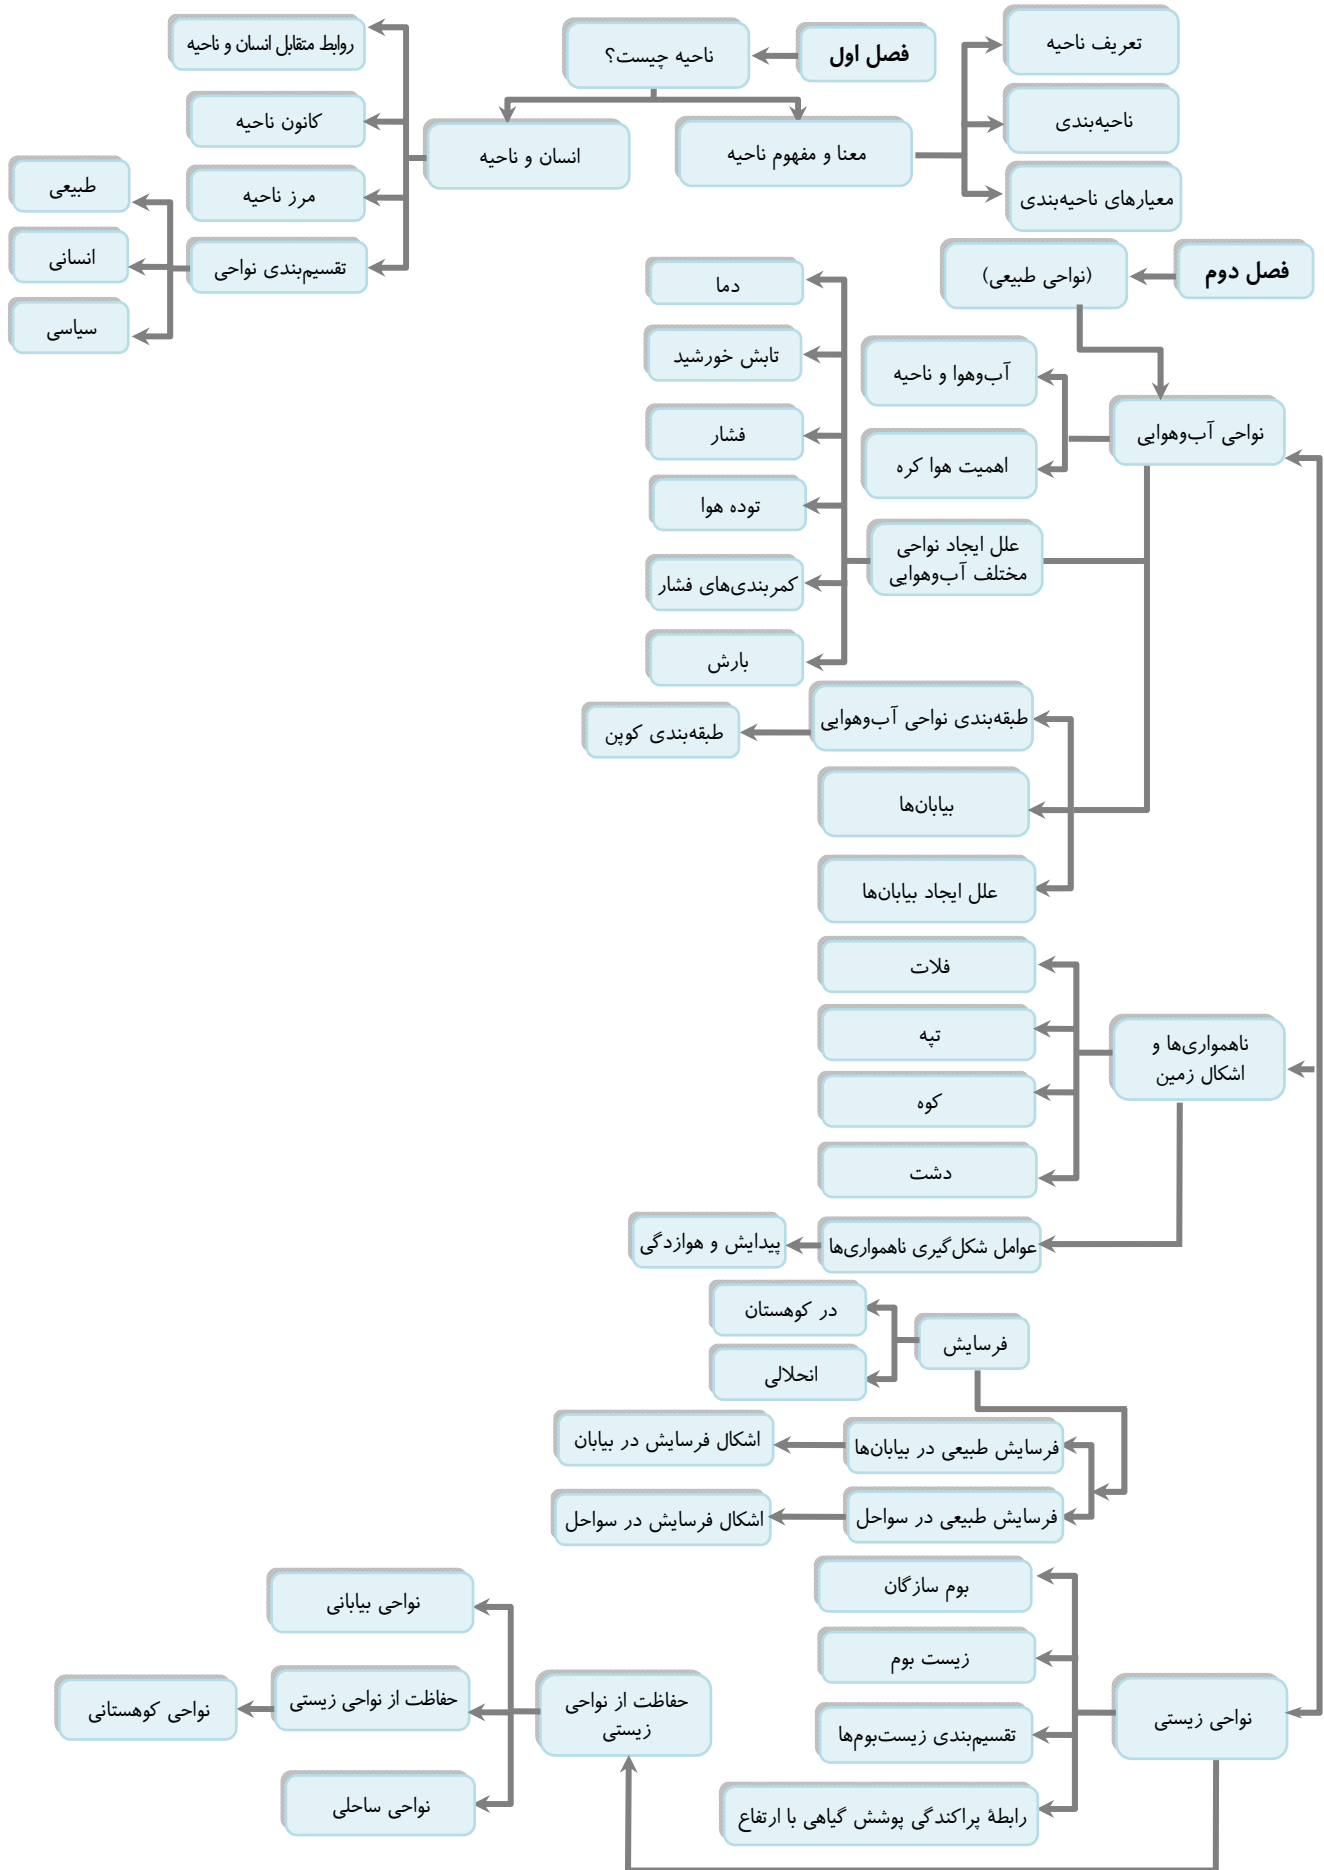 فصل اول
ناحیه چیست؟
معنا و مفهوم ناحیه
تعریف ناحیه
ناحیه‌بندی
معیارهای ناحیه‌بندی
انسان و ناحیه
روابط متقابل انسان و ناحیه
کانون ناحیه
مرز ناحیه
تقسیم‌بندی نواحی
طبیعی
انسانی
سیاسی
فصل دوم
(نواحی طبیعی)
نواحی آب‌وهوایی
آب‌وهوا و ناحیه
اهمیت هوا کره
علل ایجاد نواحی
مختلف آب‌وهوایی
دما
تابش خورشید
فشار
توده هوا
کمربندی‌های فشار
بارش
طبقه‌بندی نواحی آب‌وهوایی
طبقه‌بندی کوپن
بیابان‌ها
علل ایجاد بیابان‌ها
ناهمواری‌ها و
اشکال زمین
فلات
تپه
کوه
دشت
عوامل شکل‌گیری ناهمواری‌ها
پیدایش و هوازدگی
فرسایش
در کوهستان
انحلالی
فرسایش طبیعی در بیابان‌ها
اشکال فرسایش در بیابان
فرسایش طبیعی در سواحل
اشکال فرسایش در سواحل
نواحی زیستی
بوم سازگان
زیست بوم
تقسیم‌بندی زیست‌بوم‌ها
رابطهٔ پراکندگی پوشش گیاهی با ارتفاع
حفاظت از نواحی
زیستی
نواحی بیابانی
حفاظت از نواحی زیستی
نواحی کوهستانی
نواحی ساحلی